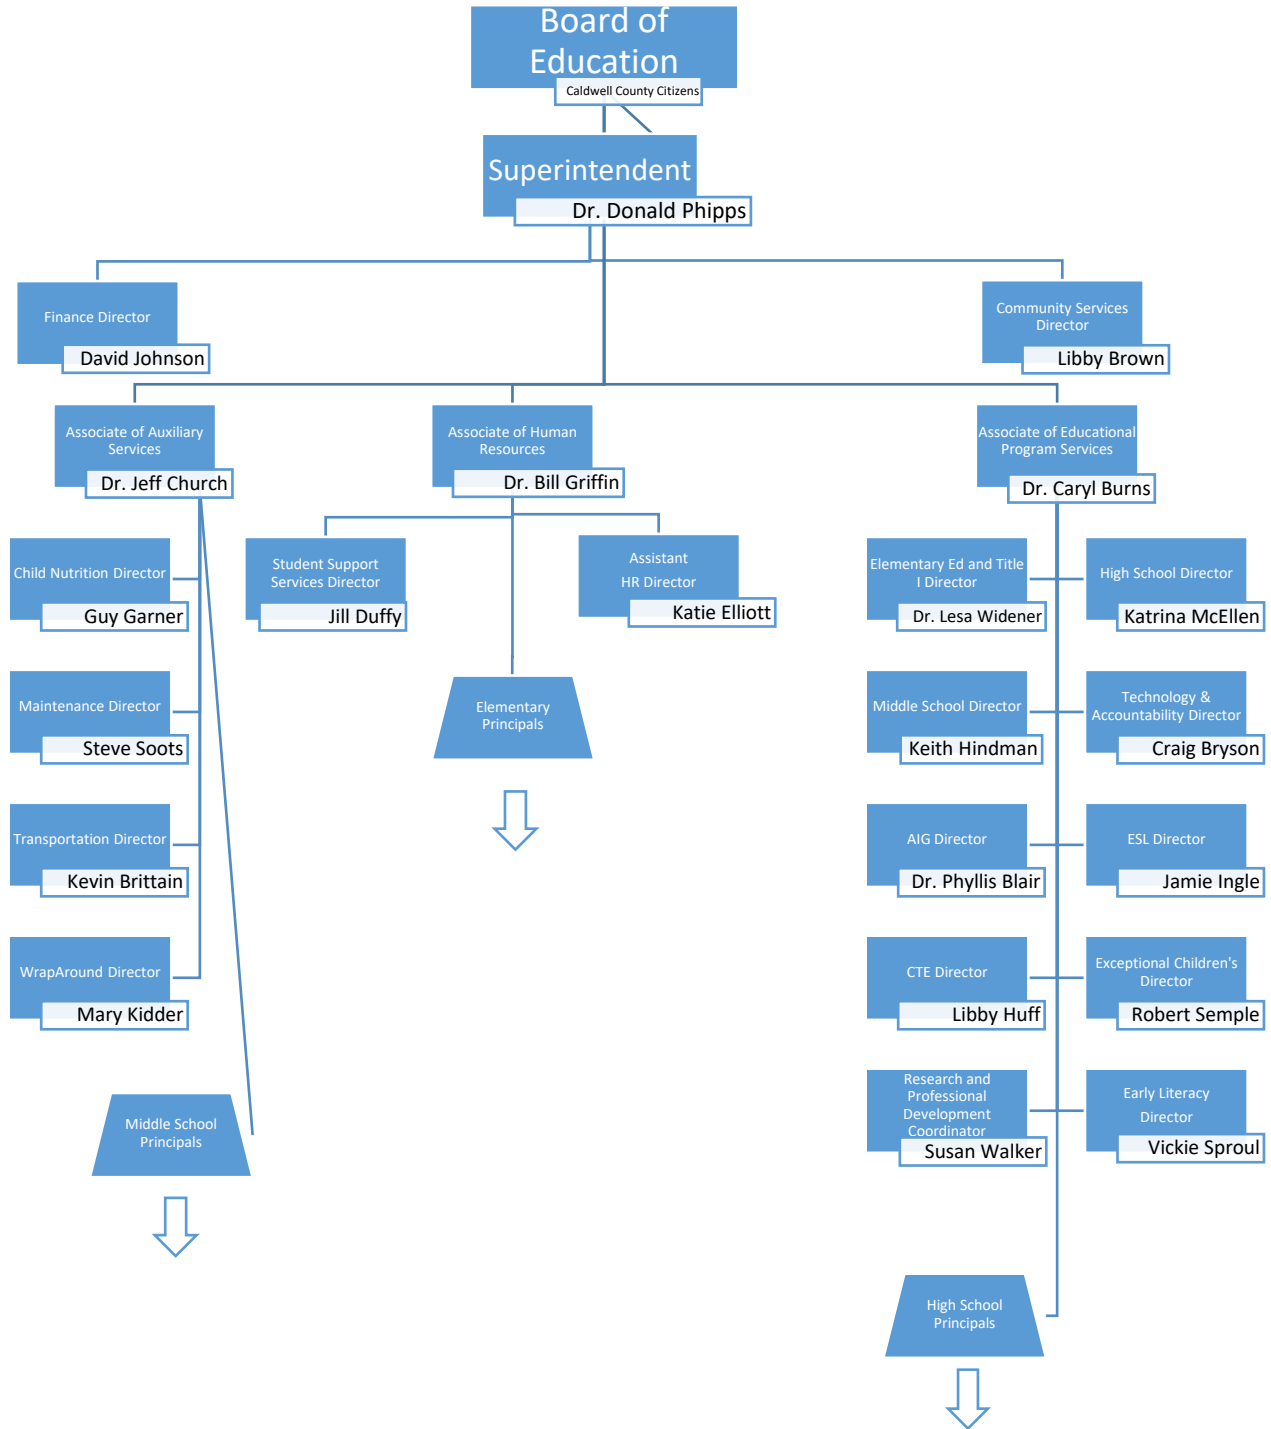 Board of
Education
Caldwell County Citizens
Superintendent
Dr. Donald Phipps
Finance Director
David Johnson
Community Services
Director
Libby Brown
Associate of Auxiliary
Services
Dr. Jeff Church
Associate of Human
Resources
Dr. Bill Griffin
Associate of Educational
Program Services
Dr. Caryl Burns
Child Nutrition Director
Guy Garner
Student Support
Services Director
Jill Duffy
Assistant
HR Director
Katie Elliott
Elementary Ed and Title
I Director
Dr. Lesa Widener
High School Director
Katrina McEllen
Maintenance Director
Steve Soots
Elementary
Principals
Middle School Director
Keith Hindman
Technology &
Accountability Director
Craig Bryson
Transportation Director
Kevin Brittain
AIG Director
Dr. Phyllis Blair
ESL Director
Jamie Ingle
WrapAround Director
Mary Kidder
CTE Director
Libby Huff
Exceptional Children's
Director
Robert Semple
Middle School
Principals
Research and
Professional
Development
Coordinator
Susan Walker
Early Literacy
Director
Vickie Sproul
High School
Principals